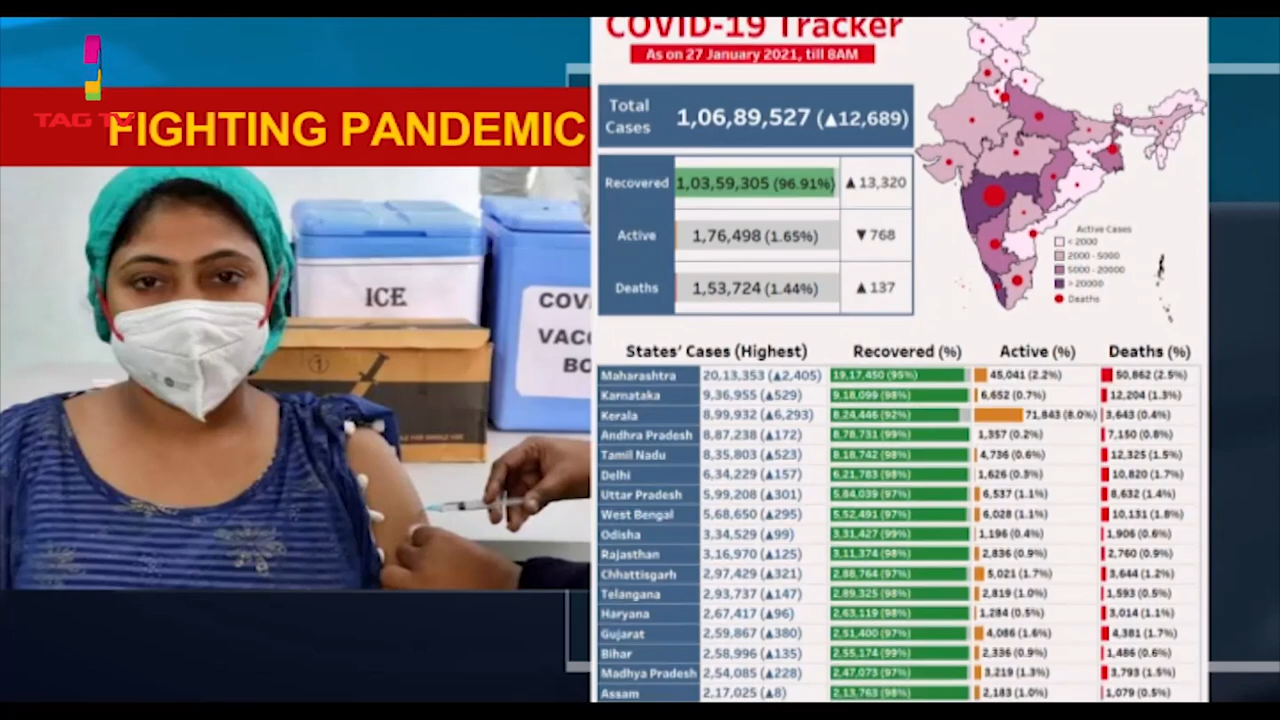 TAG TV
FIGHTING PANDEMIC
ICE
COVI
VACC
BO
COVID-19 Tracker
As on 27 January 2021, till 8AM
Total Cases 1,06,89,527 (▲12,689)
Recovered 1,03,59,305 (96.91%) ▲13,320
Active 1,76,498 (1.65%) ▼768
Deaths 1,53,724 (1.44%) ▲137
Active Cases
< 2000
2000 - 5000
5000 - 20000
> 20000
Deaths
States' Cases (Highest) Recovered (%) Active (%) Deaths (%)
Maharashtra 20,13,353 (▲2,405) 19,17,450 (95%) 45,041 (2.2%) 50,862 (2.5%)
Karnataka 9,36,955 (▲529) 9,18,099 (98%) 6,652 (0.7%) 12,204 (1.3%)
Kerala 8,99,932 (▲6,293) 8,24,446 (92%) 71,843 (8.0%) 3,643 (0.4%)
Andhra Pradesh 8,87,238 (▲172) 8,78,731 (99%) 1,357 (0.2%) 7,150 (0.8%)
Tamil Nadu 8,35,803 (▲523) 8,18,742 (98%) 4,736 (0.6%) 12,325 (1.5%)
Delhi 6,34,229 (▲157) 6,21,783 (98%) 1,626 (0.3%) 10,820 (1.7%)
Uttar Pradesh 5,99,208 (▲301) 5,84,039 (97%) 6,537 (1.1%) 8,632 (1.4%)
West Bengal 5,68,650 (▲295) 5,52,491 (97%) 6,028 (1.1%) 10,131 (1.8%)
Odisha 3,34,529 (▲99) 3,31,427 (99%) 1,196 (0.4%) 1,906 (0.6%)
Rajasthan 3,16,970 (▲125) 3,11,374 (98%) 2,836 (0.9%) 2,760 (0.9%)
Chhattisgarh 2,97,429 (▲321) 2,88,764 (97%) 5,021 (1.7%) 3,644 (1.2%)
Telangana 2,93,737 (▲147) 2,89,325 (98%) 2,819 (1.0%) 1,593 (0.5%)
Haryana 2,67,417 (▲96) 2,63,119 (98%) 1,284 (0.5%) 3,014 (1.1%)
Gujarat 2,59,867 (▲380) 2,51,400 (97%) 4,086 (1.6%) 4,381 (1.7%)
Bihar 2,58,996 (▲135) 2,55,174 (99%) 2,336 (0.9%) 1,486 (0.6%)
Madhya Pradesh 2,54,085 (▲228) 2,47,073 (97%) 3,219 (1.3%) 3,793 (1.5%)
Assam 2,17,025 (▲8) 2,13,763 (98%) 2,183 (1.0%) 1,079 (0.5%)